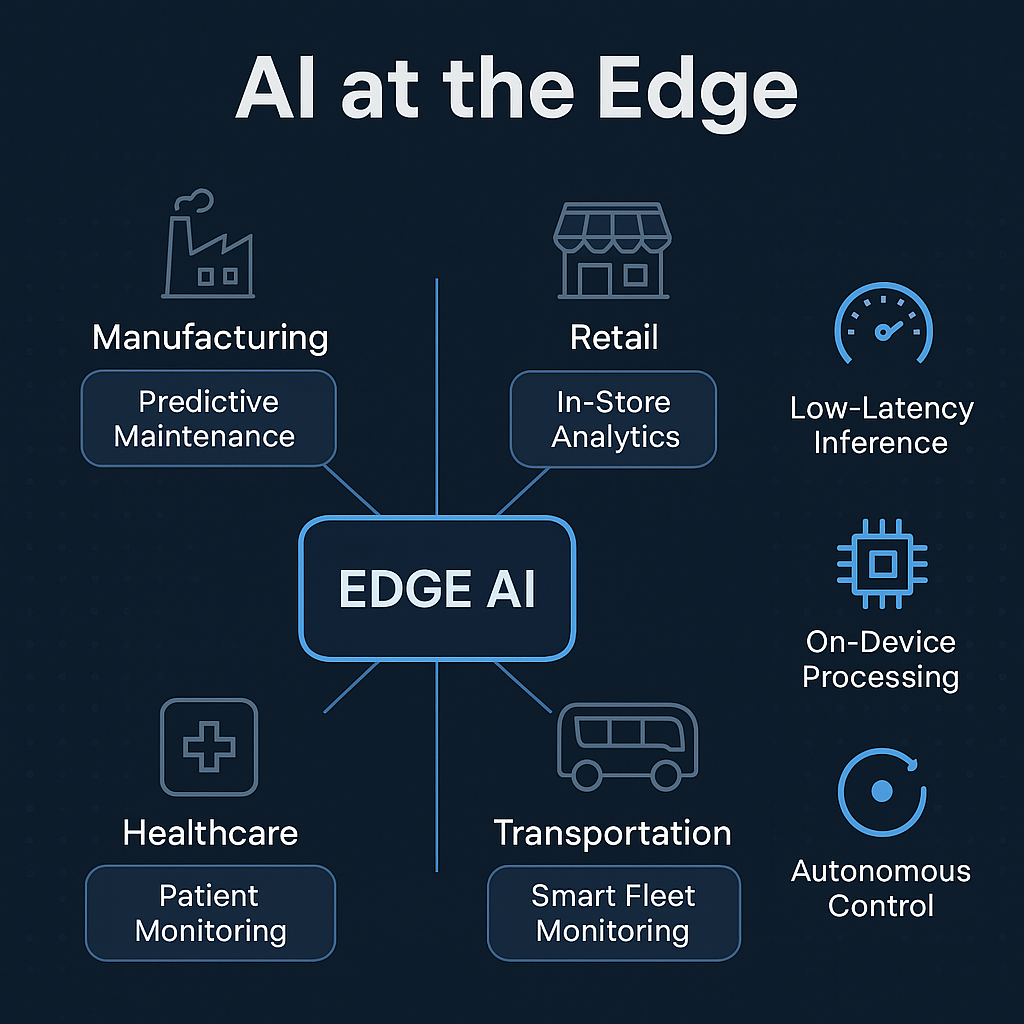 AI at the Edge
Manufacturing
Predictive
Maintenance
Retail
In-Store
Analytics
EDGE AI
Healthcare
Patient
Monitoring
Transportation
Smart Fleet
Monitoring
Low-Latency
Inference
On-Device
Processing
Autonomous
Control